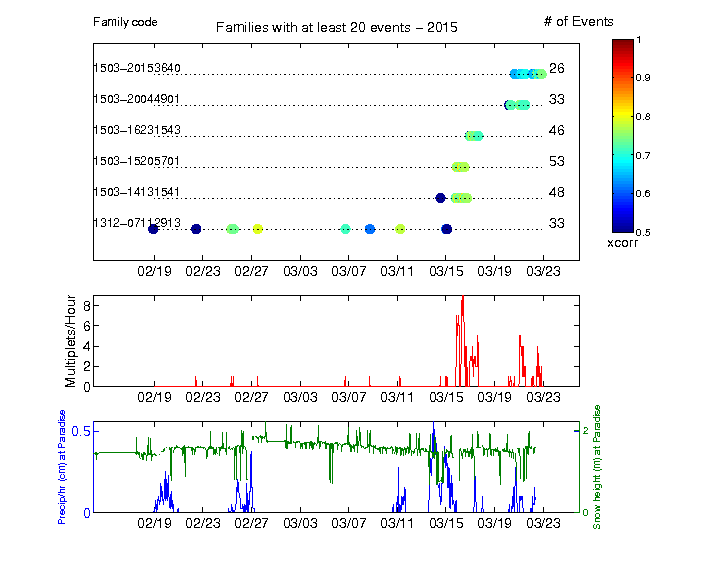 Family code
Families with at least 20 events – 2015
# of Events
1503–20153640
26
1503–20044901
33
1503–16231543
46
1503–15205701
53
1503–14131541
48
1312–07112913
33
02/19 02/23 02/27 03/03 03/07 03/11 03/15 03/19 03/23
1
0.9
0.8
0.7
0.6
0.5
xcorr
Multiplets/Hour
8
6
4
2
0
02/19 02/23 02/27 03/03 03/07 03/11 03/15 03/19 03/23
Precip/hr (cm) at Paradise
0.5
0
2
0
Snow height (m) at Paradise
02/19 02/23 02/27 03/03 03/07 03/11 03/15 03/19 03/23